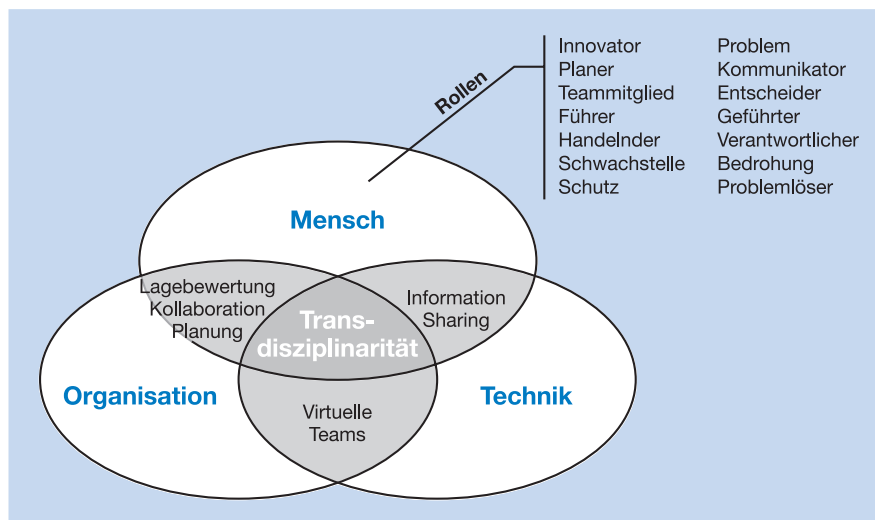 Rollen
Innovator
Planer
Teammitglied
Führer
Handelnder
Schwachstelle
Schutz
Problem
Kommunikator
Entscheider
Geführter
Verantwortlicher
Bedrohung
Problemlöser
Mensch
Lagebewertung
Kollaboration
Planung
Information
Sharing
Trans-
disziplinarität
Organisation
Technik
Virtuelle
Teams